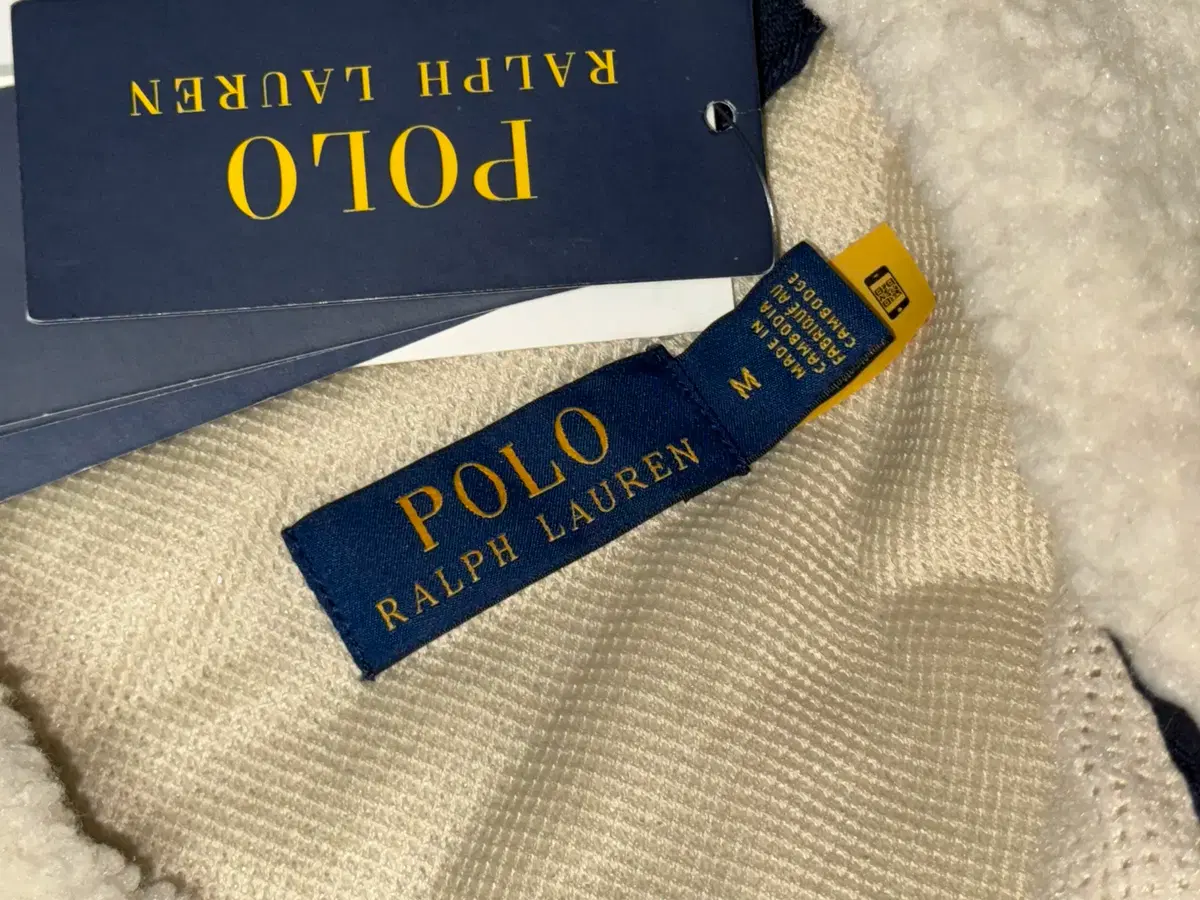 POLO
RALPH LAUREN
POLO
RALPH LAUREN
M
MADE IN
CAMBODIA
FABRIQUÉ AU
CAMBODGE